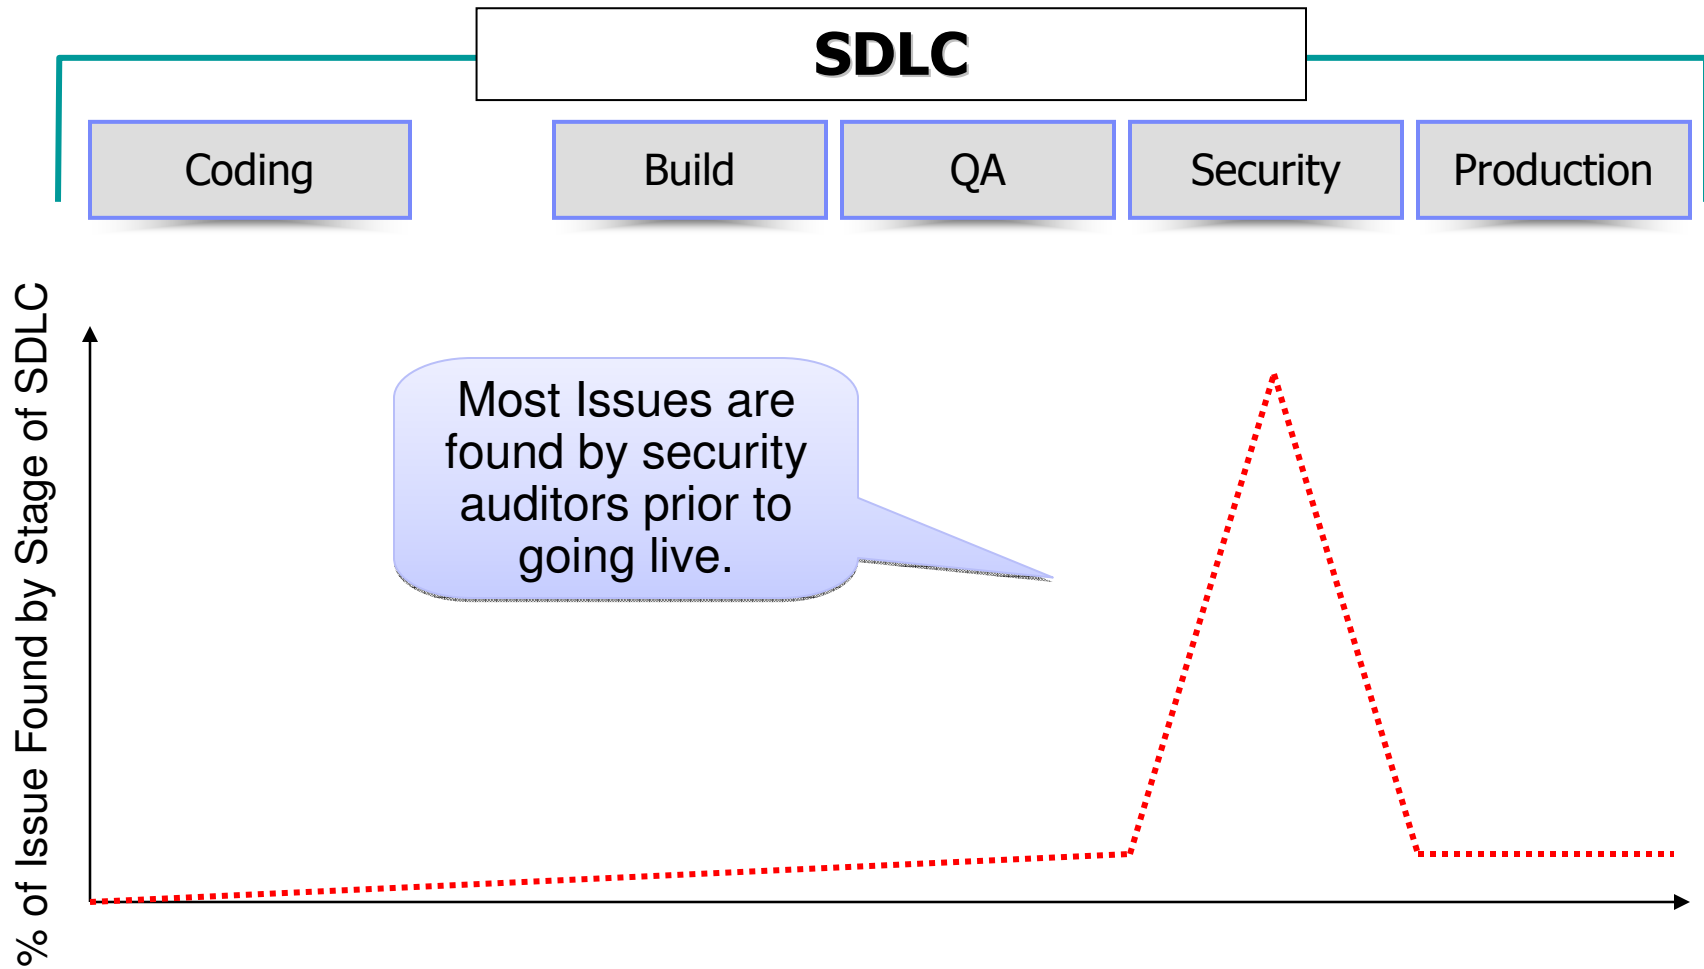 SDLC
Coding
Build
QA
Security
Production
% of Issue Found by Stage of SDLC
Most Issues are
found by security
auditors prior to
going live.